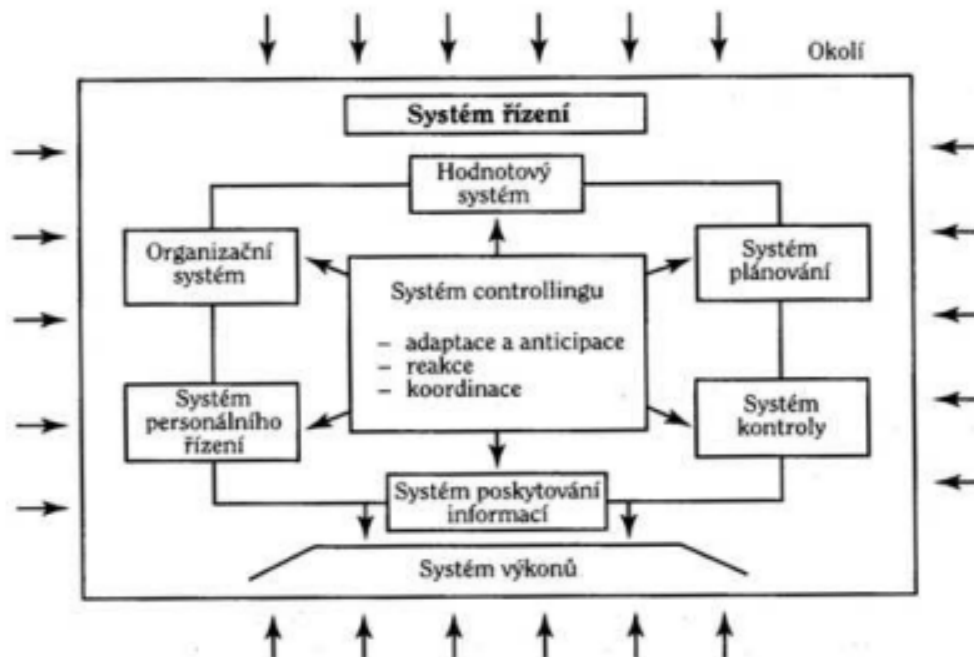 Okolí
Systém řízení
Hodnotový
systém
Organizační
systém
Systém
plánování
Systém controllingu
– adaptace a anticipace
– reakce
– koordinace
Systém
personálního
řízení
Systém
kontroly
Systém poskytování
informací
Systém výkonů